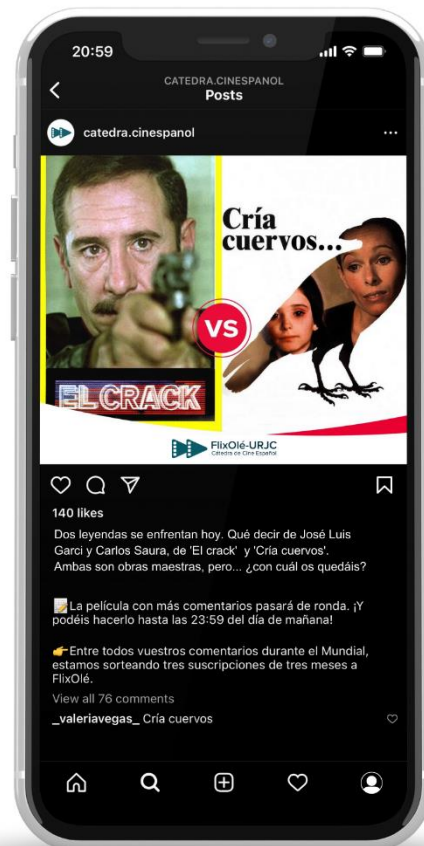 20:59
CATEDRA.CINESPANOL
Posts
catedra.cinespanol
Cría
cuervos...
VS
EL CRACK
FlixOlé-URJC
Cátedra de Cine Español
140 likes
Dos leyendas se enfrentan hoy. Qué decir de José Luis
Garci y Carlos Saura, de 'El crack' y 'Cría cuervos'.
Ambas son obras maestras, pero... ¿con cuál os quedáis?
📝La película con más comentarios pasará de ronda. ¡Y
podéis hacerlo hasta las 23:59 del día de mañana!
👉Entre todos vuestros comentarios durante el Mundial,
estamos sorteando tres suscripciones de tres meses a
FlixOlé.
View all 76 comments
_valeriavegas_ Cría cuervos